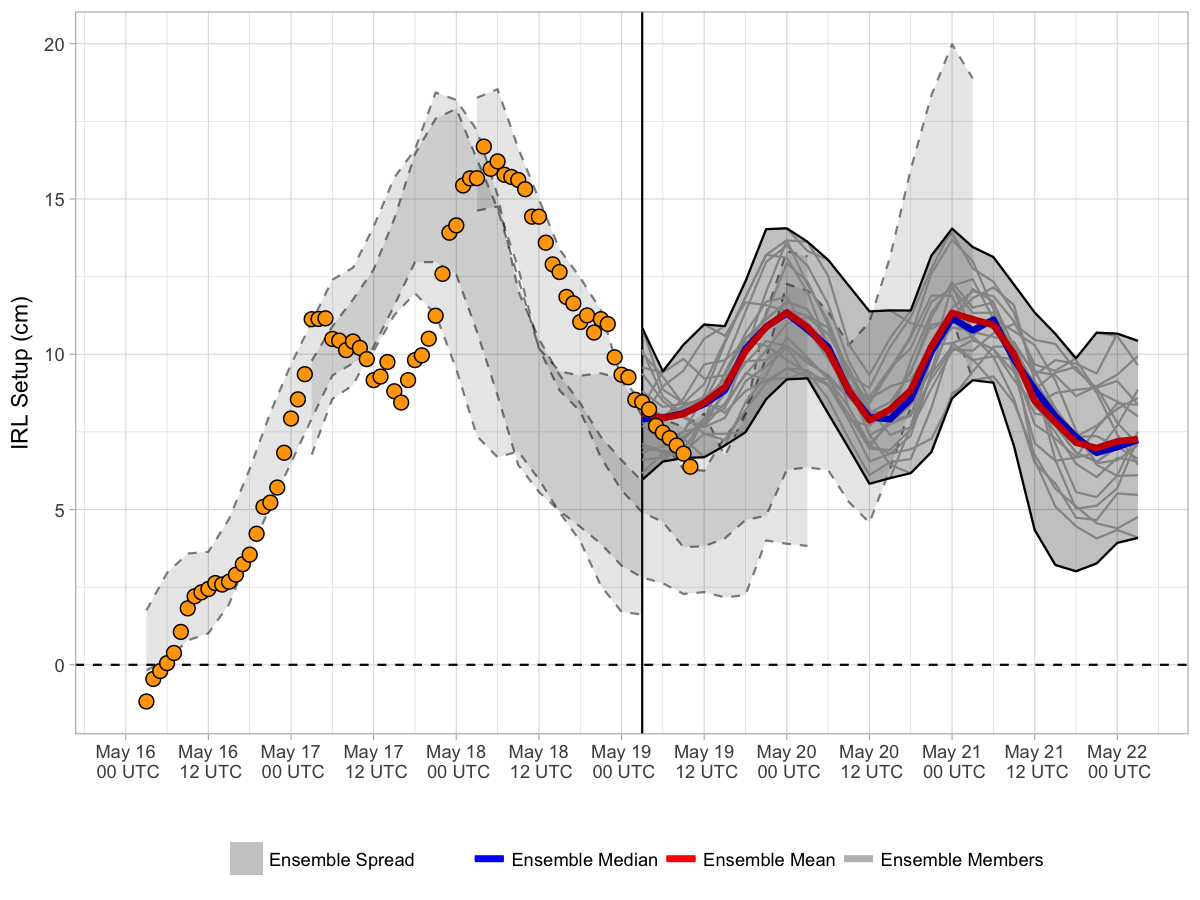 IRL Setup (cm)
20
15
10
5
0
May 16 May 16 May 17 May 17 May 18 May 18 May 19 May 19 May 20 May 20 May 21 May 21 May 22
00 UTC 12 UTC 00 UTC 12 UTC 00 UTC 12 UTC 00 UTC 12 UTC 00 UTC 12 UTC 00 UTC 12 UTC 00 UTC
Ensemble Spread Ensemble Median Ensemble Mean Ensemble Members